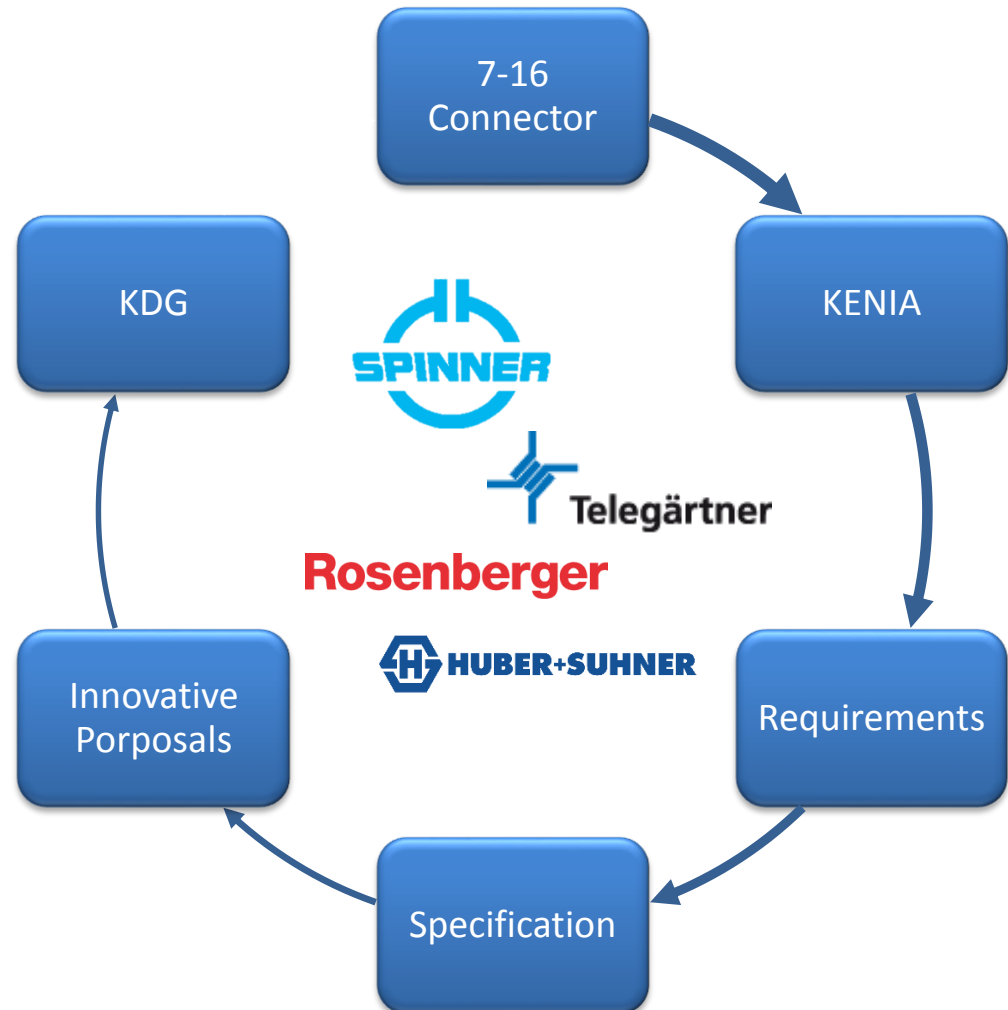 7-16
Connector
KDG
KENIA
SPINNER
Telegärtner
Rosenberger
H HUBER+SUHNER
Innovative
Porposals
Requirements
Specification